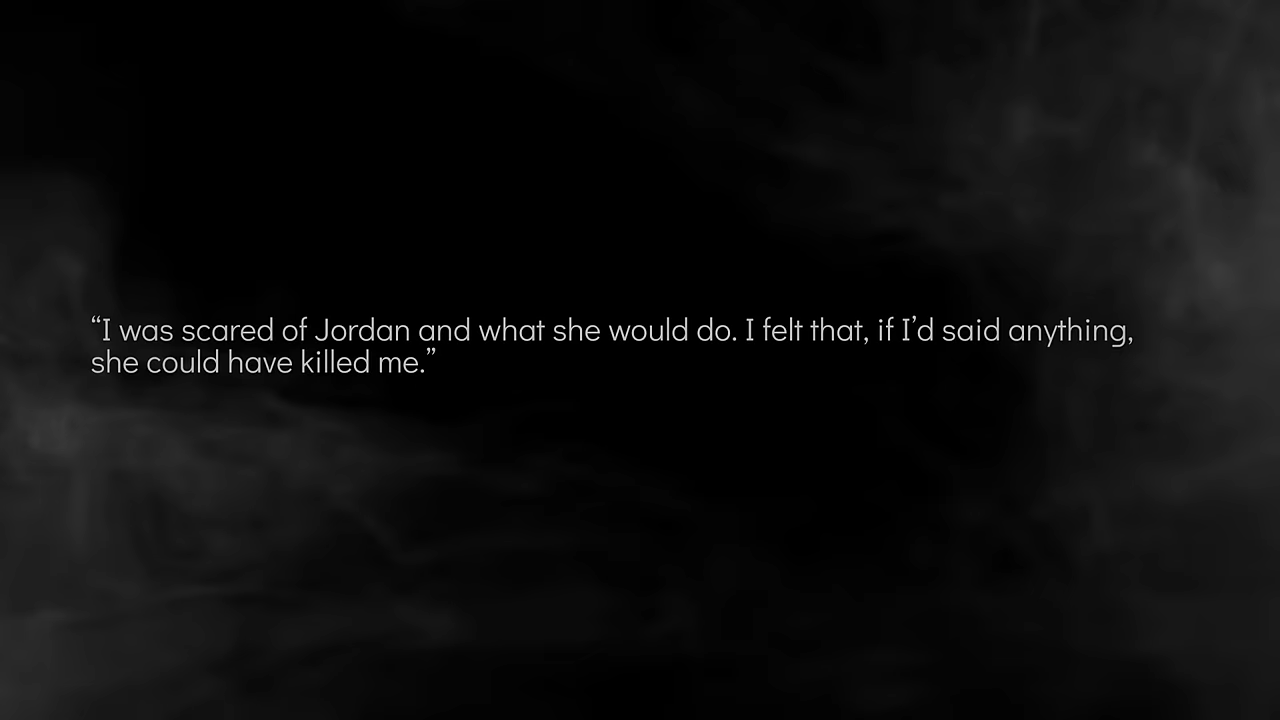 “I was scared of Jordan and what she would do. I felt that, if I’d said anything,
she could have killed me.”